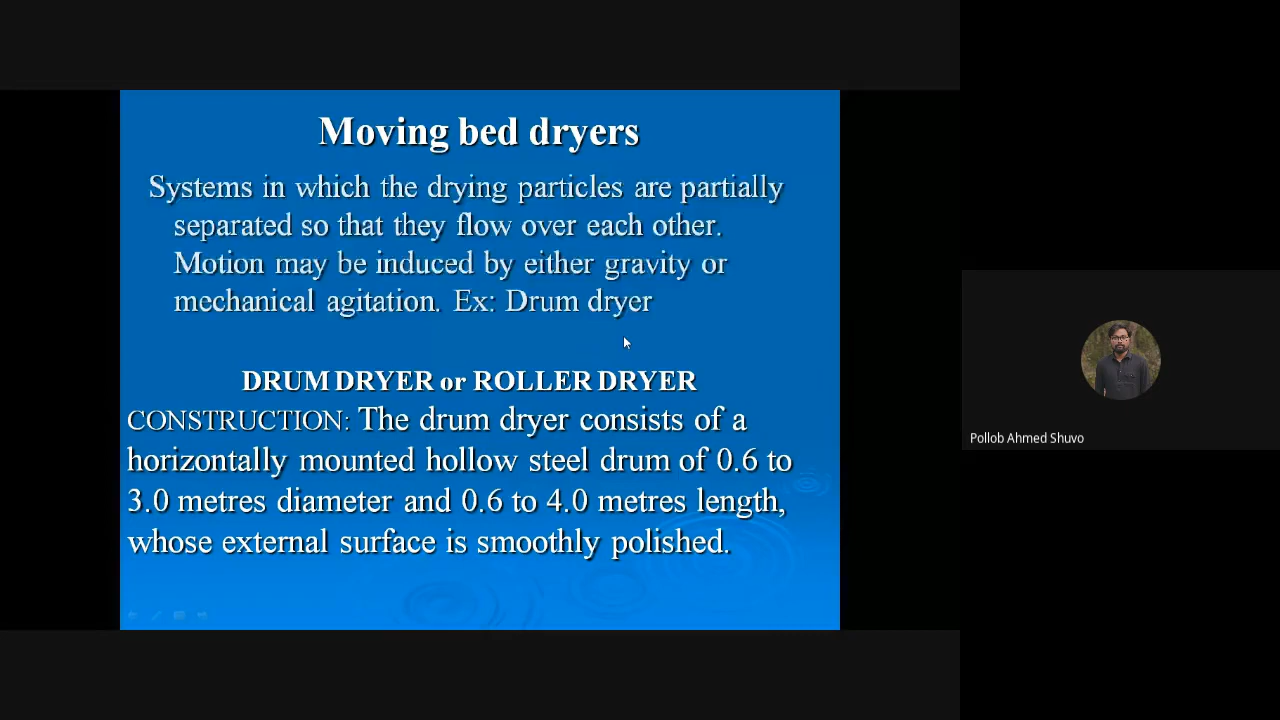 Moving bed dryers
Systems in which the drying particles are partially
separated so that they flow over each other.
Motion may be induced by either gravity or
mechanical agitation. Ex: Drum dryer
DRUM DRYER or ROLLER DRYER
CONSTRUCTION: The drum dryer consists of a
horizontally mounted hollow steel drum of 0.6 to
3.0 metres diameter and 0.6 to 4.0 metres length,
whose external surface is smoothly polished.
Pollob Ahmed Shuvo